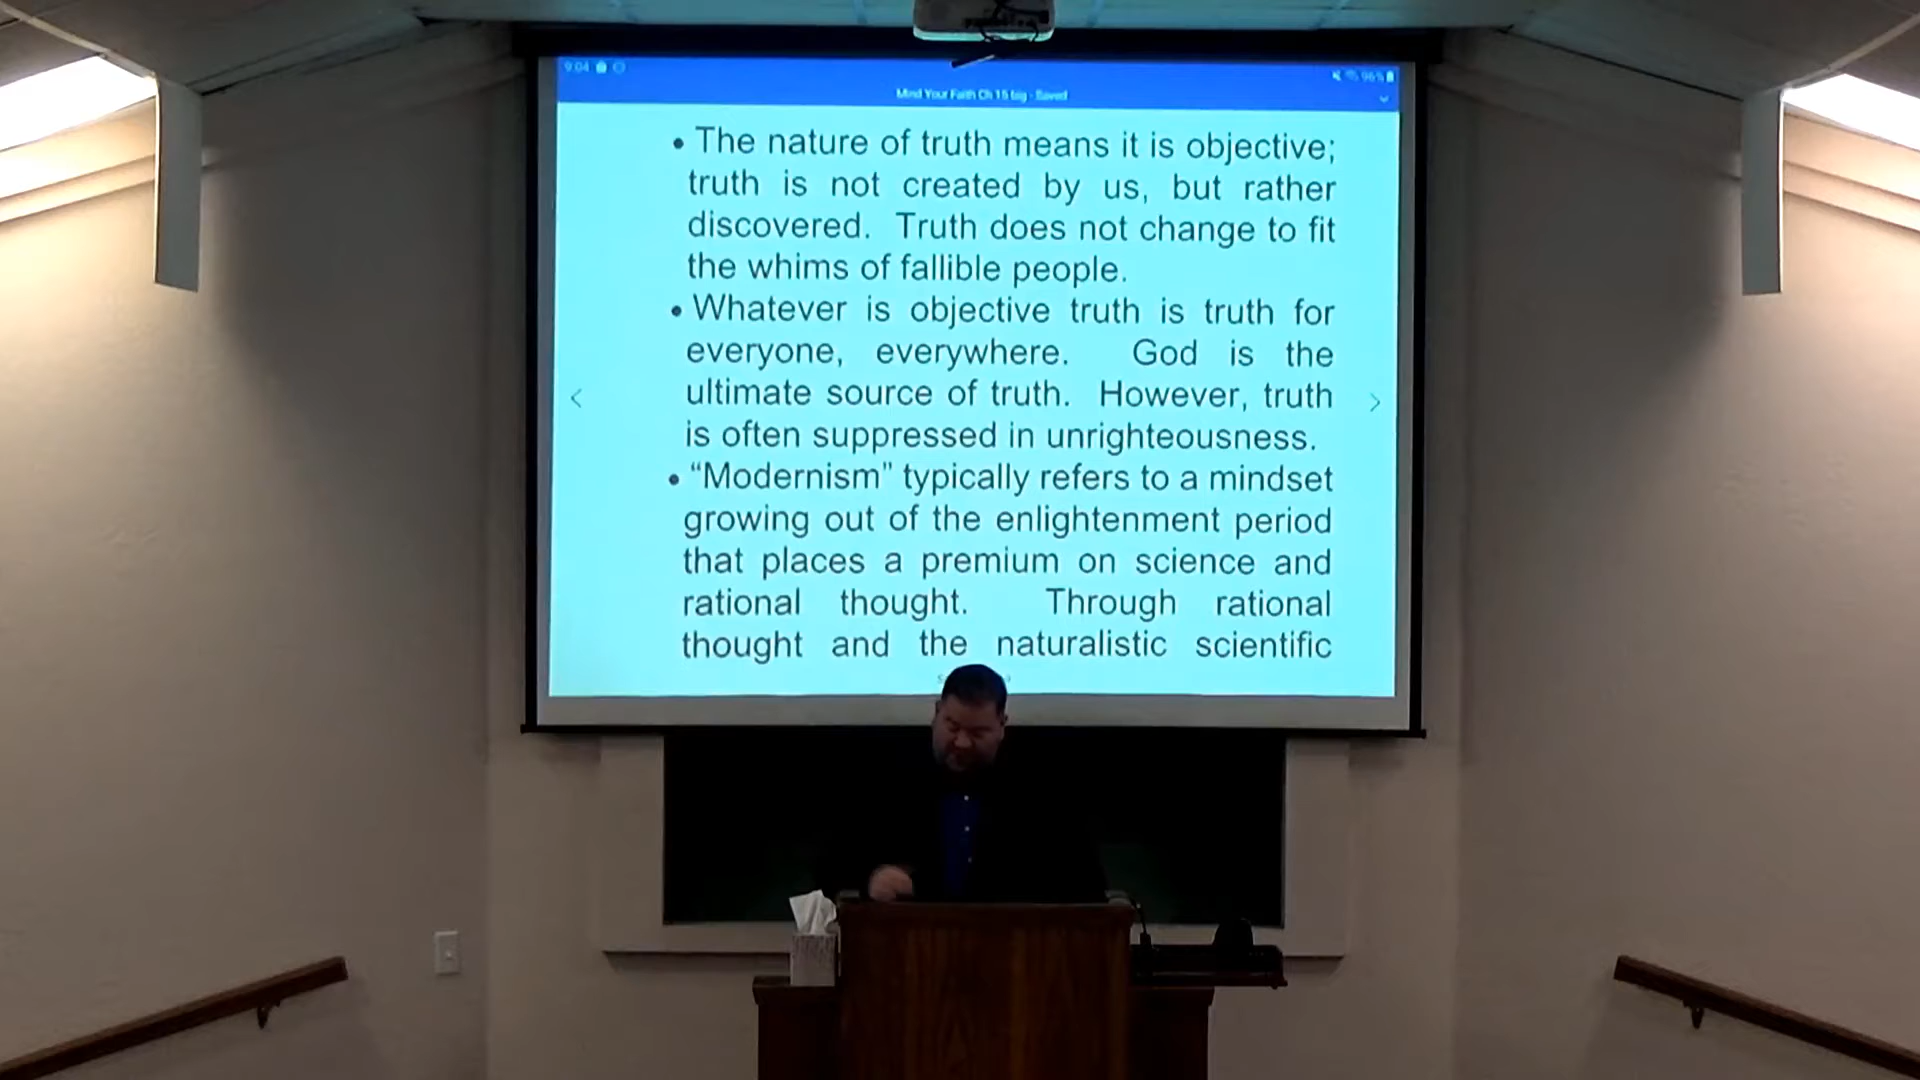 9:04
96%
Mind Your Faith Ch 15 big - Saved
• The nature of truth means it is objective;
truth is not created by us, but rather
discovered. Truth does not change to fit
the whims of fallible people.
• Whatever is objective truth is truth for
everyone, everywhere. God is the
ultimate source of truth. However, truth
is often suppressed in unrighteousness.
• “Modernism” typically refers to a mindset
growing out of the enlightenment period
that places a premium on science and
rational thought. Through rational
thought and the naturalistic scientific